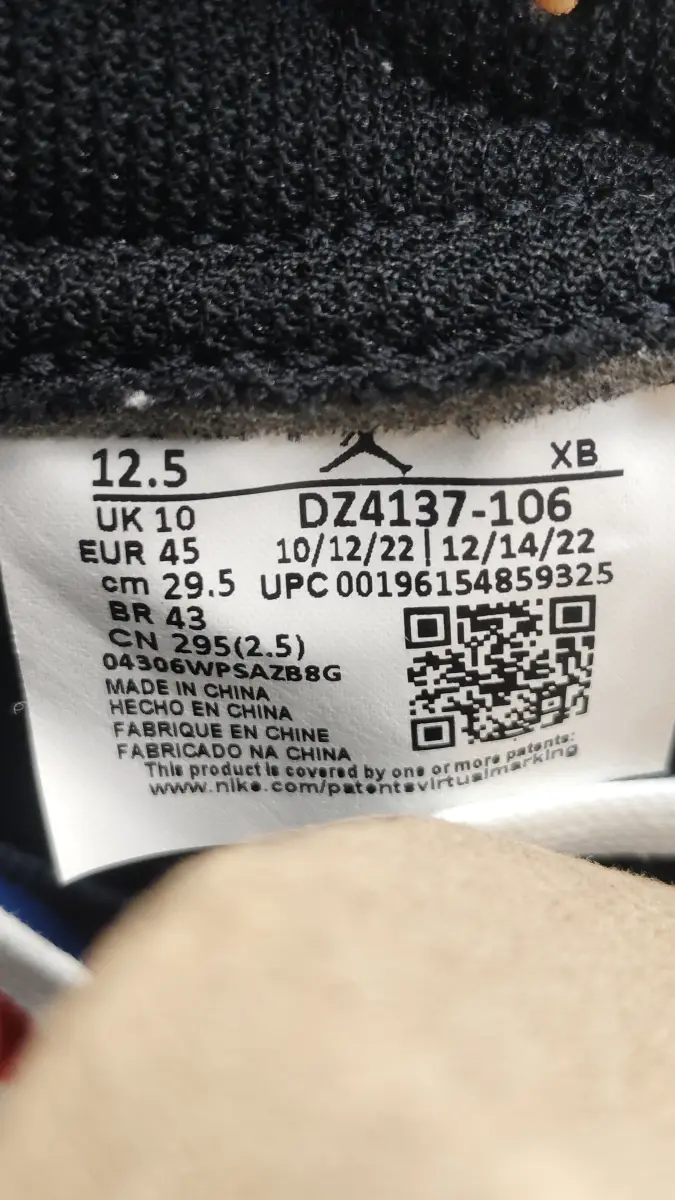 12.5 XB
UK 10 DZ4137-106
EUR 45 10/12/22 | 12/14/22
cm 29.5 UPC 00196154859325
BR 43
CN 295(2.5)
04306WPSAZB8G
MADE IN CHINA
HECHO EN CHINA
FABRIQUE EN CHINE
FABRICADO NA CHINA
This product is covered by one or more patents:
www.nike.com/patentsvirtualmarking